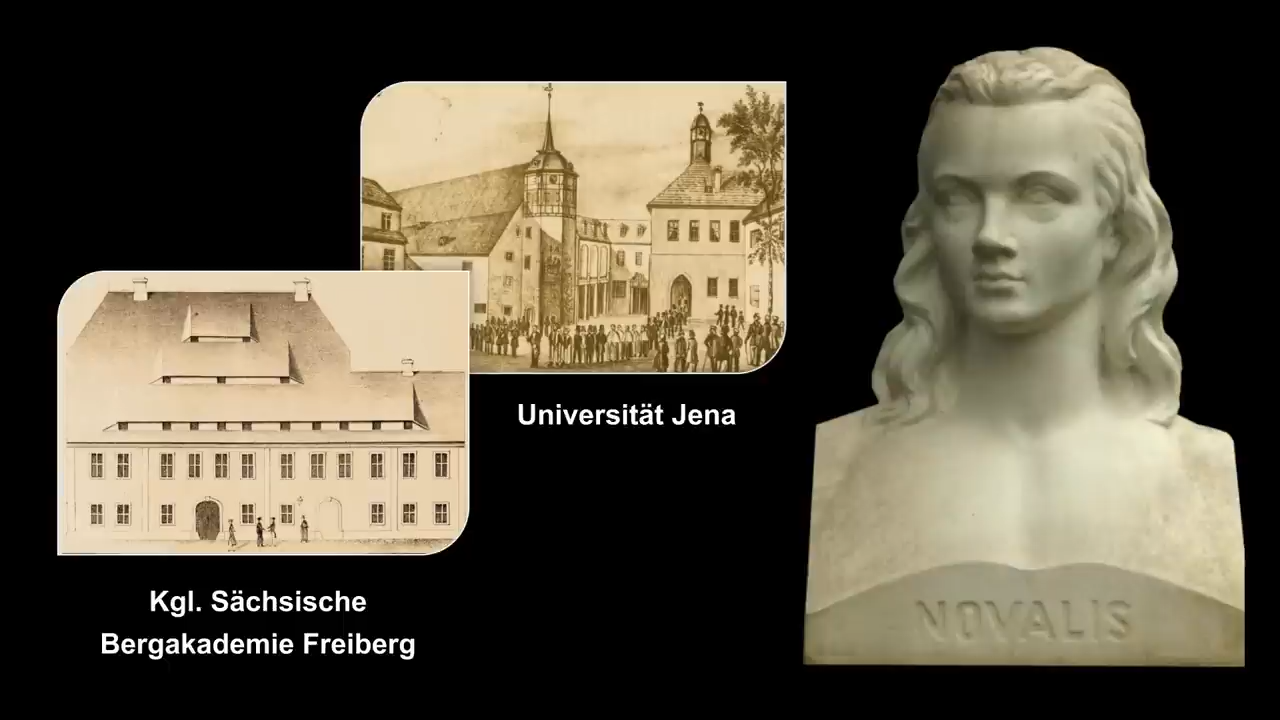 Universität Jena
Kgl. Sächsische
Bergakademie Freiberg
NOVALIS